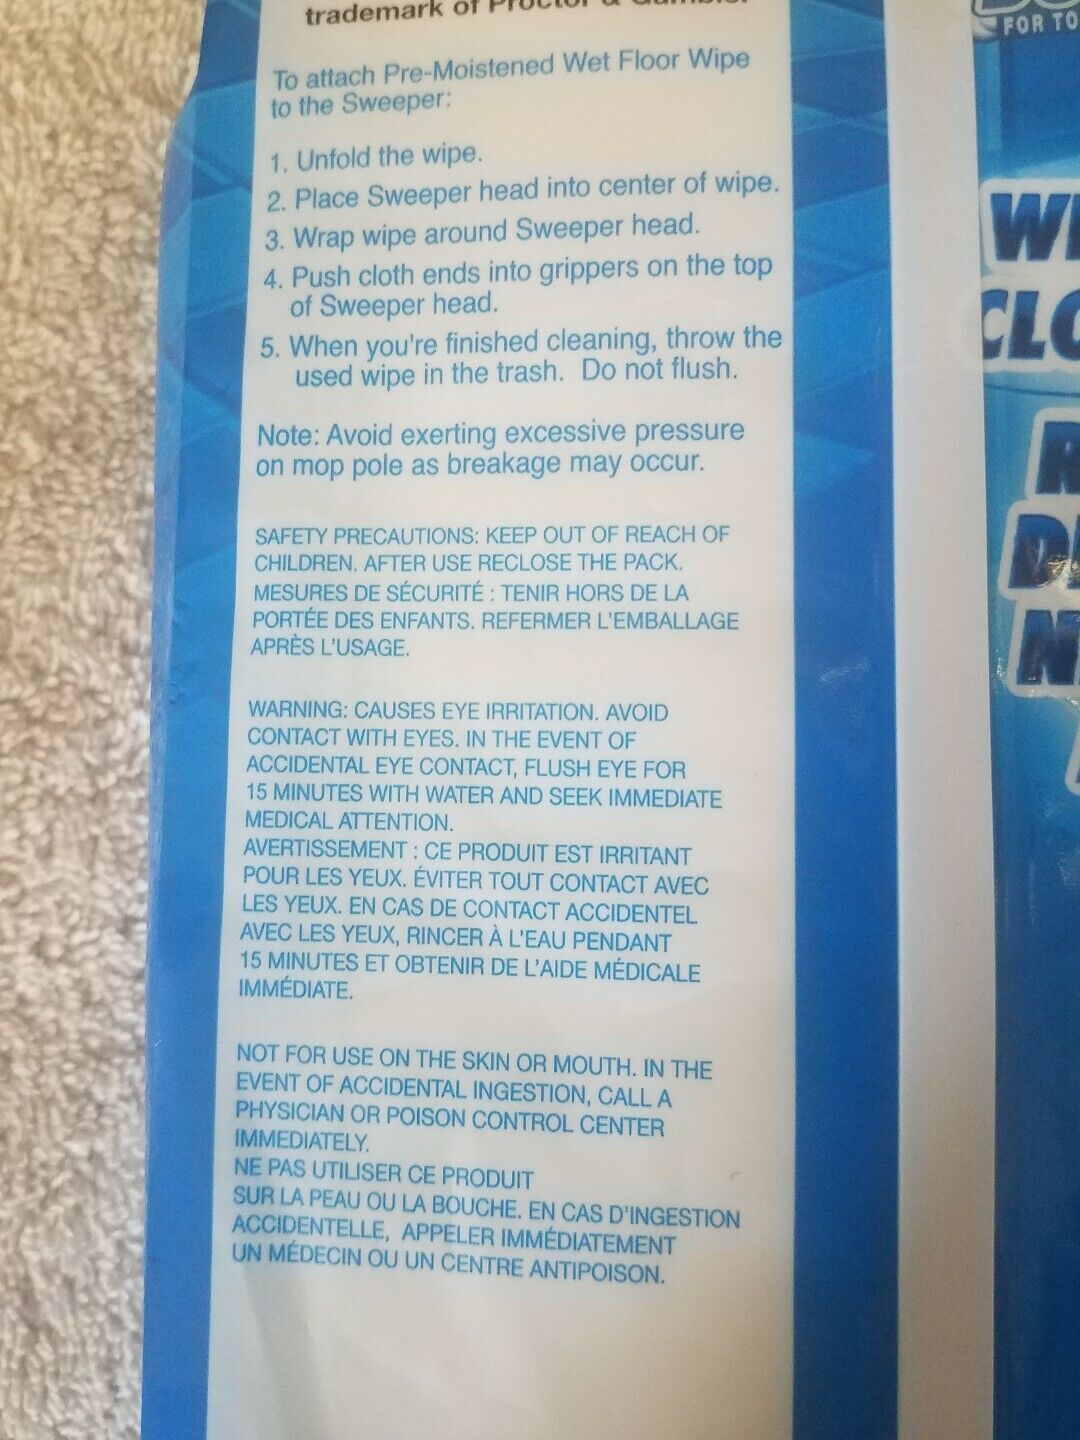 trademark of Proctor & Gamble.
To attach Pre-Moistened Wet Floor Wipe
to the Sweeper:
1. Unfold the wipe.
2. Place Sweeper head into center of wipe.
3. Wrap wipe around Sweeper head.
4. Push cloth ends into grippers on the top
of Sweeper head.
5. When you're finished cleaning, throw the
used wipe in the trash. Do not flush.
Note: Avoid exerting excessive pressure
on mop pole as breakage may occur.
SAFETY PRECAUTIONS: KEEP OUT OF REACH OF
CHILDREN. AFTER USE RECLOSE THE PACK.
MESURES DE SÉCURITÉ : TENIR HORS DE LA
PORTÉE DES ENFANTS. REFERMER L'EMBALLAGE
APRÈS L'USAGE.
WARNING: CAUSES EYE IRRITATION. AVOID
CONTACT WITH EYES. IN THE EVENT OF
ACCIDENTAL EYE CONTACT, FLUSH EYE FOR
15 MINUTES WITH WATER AND SEEK IMMEDIATE
MEDICAL ATTENTION.
AVERTISSEMENT : CE PRODUIT EST IRRITANT
POUR LES YEUX. ÉVITER TOUT CONTACT AVEC
LES YEUX. EN CAS DE CONTACT ACCIDENTEL
AVEC LES YEUX, RINCER À L'EAU PENDANT
15 MINUTES ET OBTENIR DE L'AIDE MÉDICALE
IMMÉDIATE.
NOT FOR USE ON THE SKIN OR MOUTH. IN THE
EVENT OF ACCIDENTAL INGESTION, CALL A
PHYSICIAN OR POISON CONTROL CENTER
IMMEDIATELY.
NE PAS UTILISER CE PRODUIT
SUR LA PEAU OU LA BOUCHE. EN CAS D'INGESTION
ACCIDENTELLE, APPELER IMMÉDIATEMENT
UN MÉDECIN OU UN CENTRE ANTIPOISON.
FOR TO
CLO